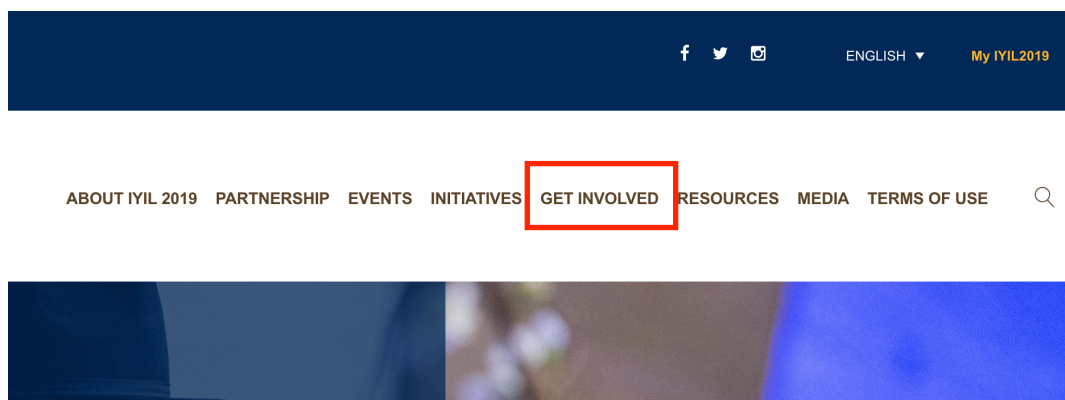 ENGLISH My IYIL2019
ABOUT IYIL 2019 PARTNERSHIP EVENTS INITIATIVES GET INVOLVED RESOURCES MEDIA TERMS OF USE